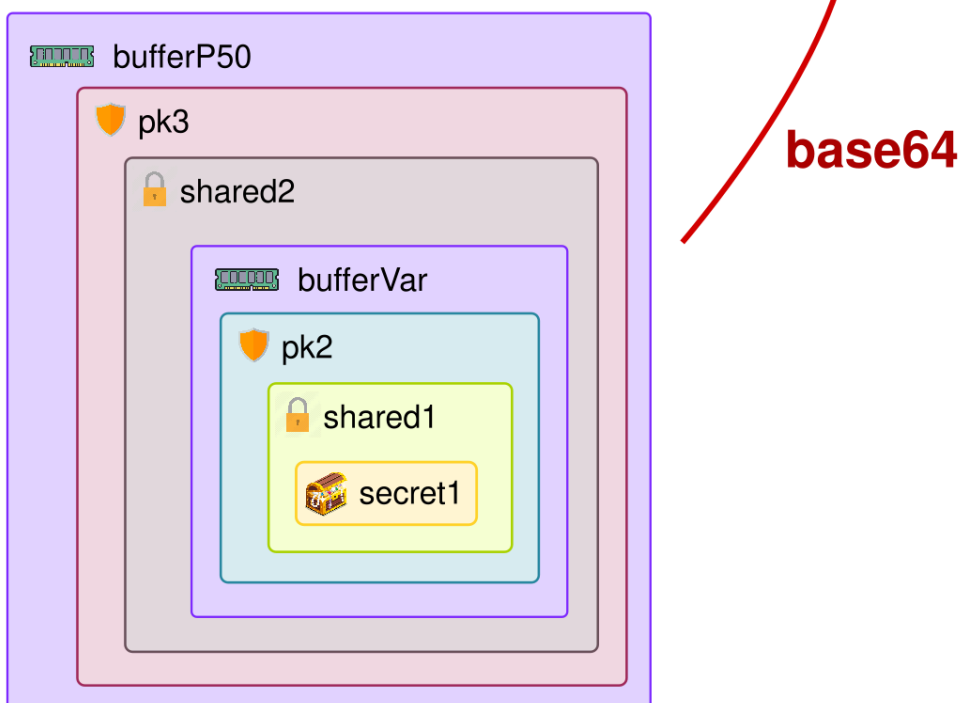 bufferP50
pk3
base64
shared2
bufferVar
pk2
shared1
secret1